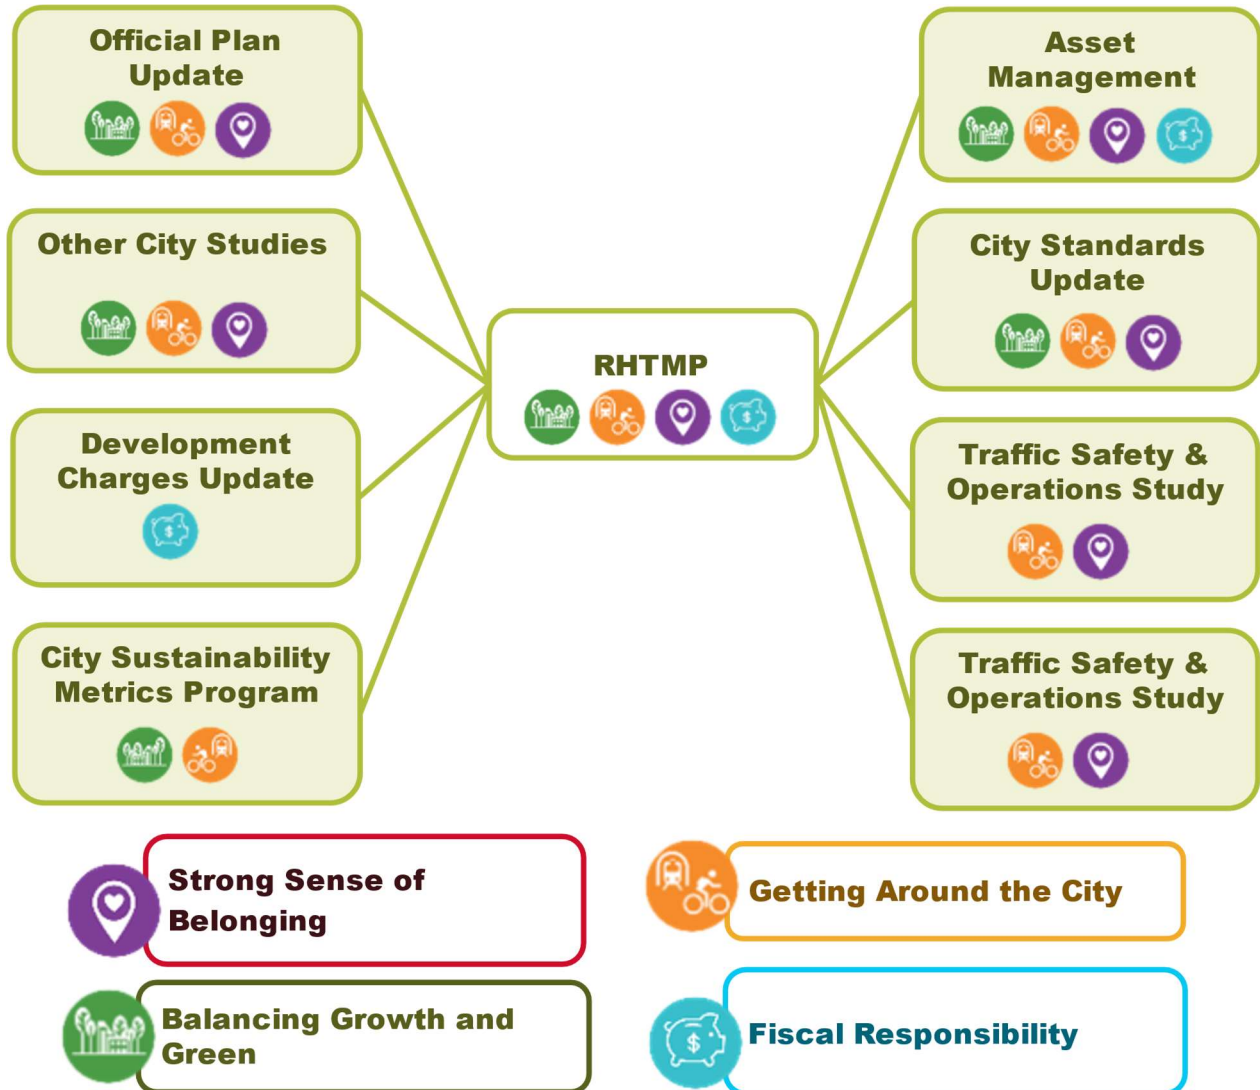 Official Plan
Update
Other City Studies
Development
Charges Update
City Sustainability
Metrics Program
RHTMP
Asset
Management
City Standards
Update
Traffic Safety &
Operations Study
Traffic Safety &
Operations Study
Strong Sense of
Belonging
Getting Around the City
Balancing Growth and
Green
Fiscal Responsibility